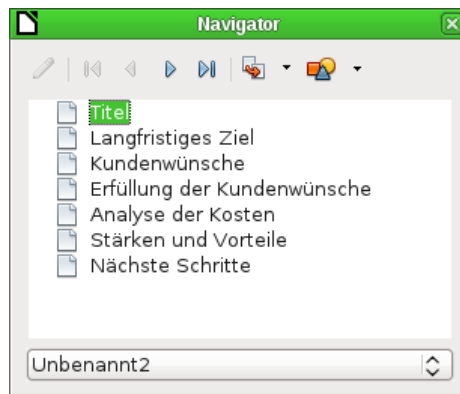 Navigator
Titel
Langfristiges Ziel
Kundenwünsche
Erfüllung der Kundenwünsche
Analyse der Kosten
Stärken und Vorteile
Nächste Schritte
Unbenannt2